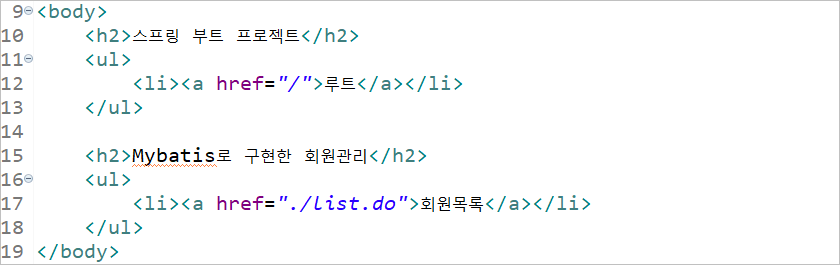 9 <body>
10     <h2>스프링 부트 프로젝트</h2>
11     <ul>
12         <li><a href="/">루트</a></li>
13     </ul>
14
15     <h2>Mybatis로 구현한 회원관리</h2>
16     <ul>
17         <li><a href="./list.do">회원목록</a></li>
18     </ul>
19 </body>